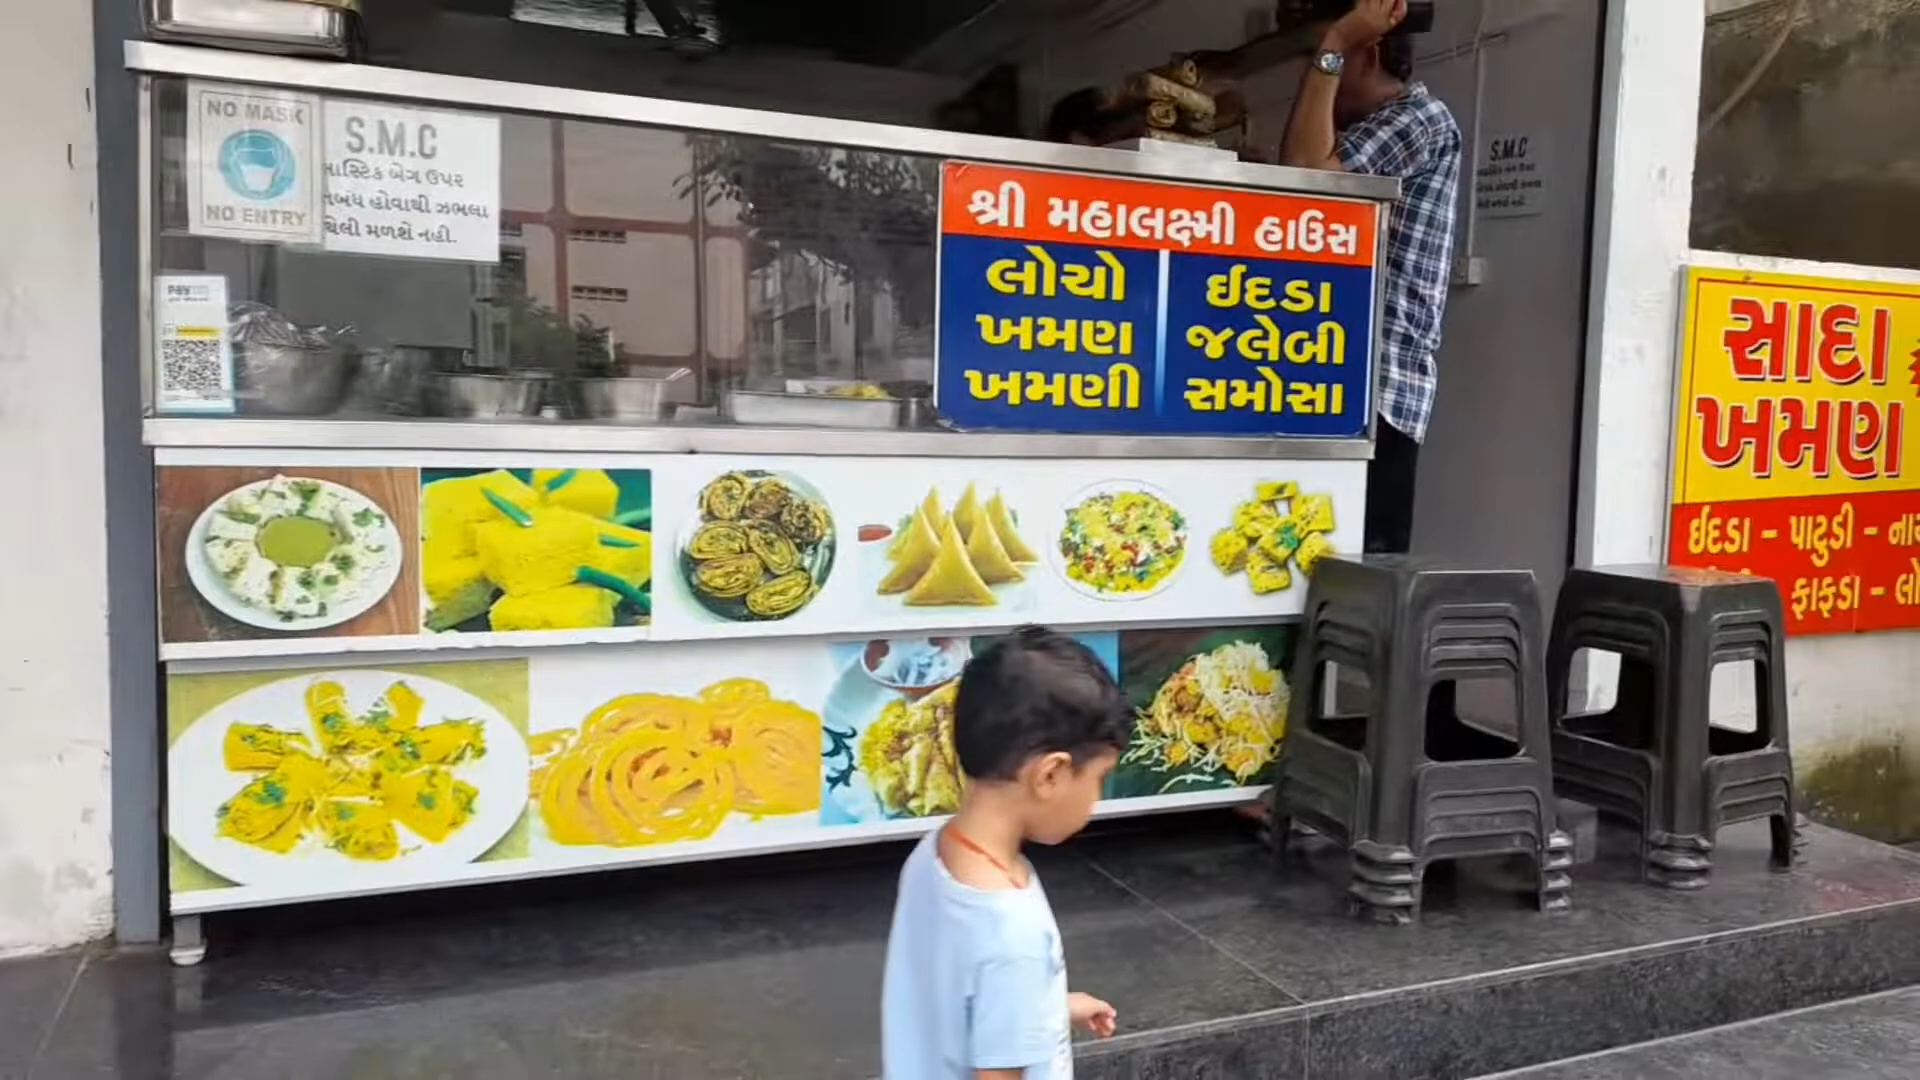 NO MASK
NO ENTRY
S.M.C
બેગ ઉપર
હોવાથી ઝભલા
મળશે નહી.
શ્રી મહાલક્ષ્મી હાઉસ
લોચો
ખમણ
ખમણી
ઈદડા
જલેબી
સમોસા
S.M.C
સાદા
ખમણ
ઈદડા - પાટુડી -
ફાફડા -